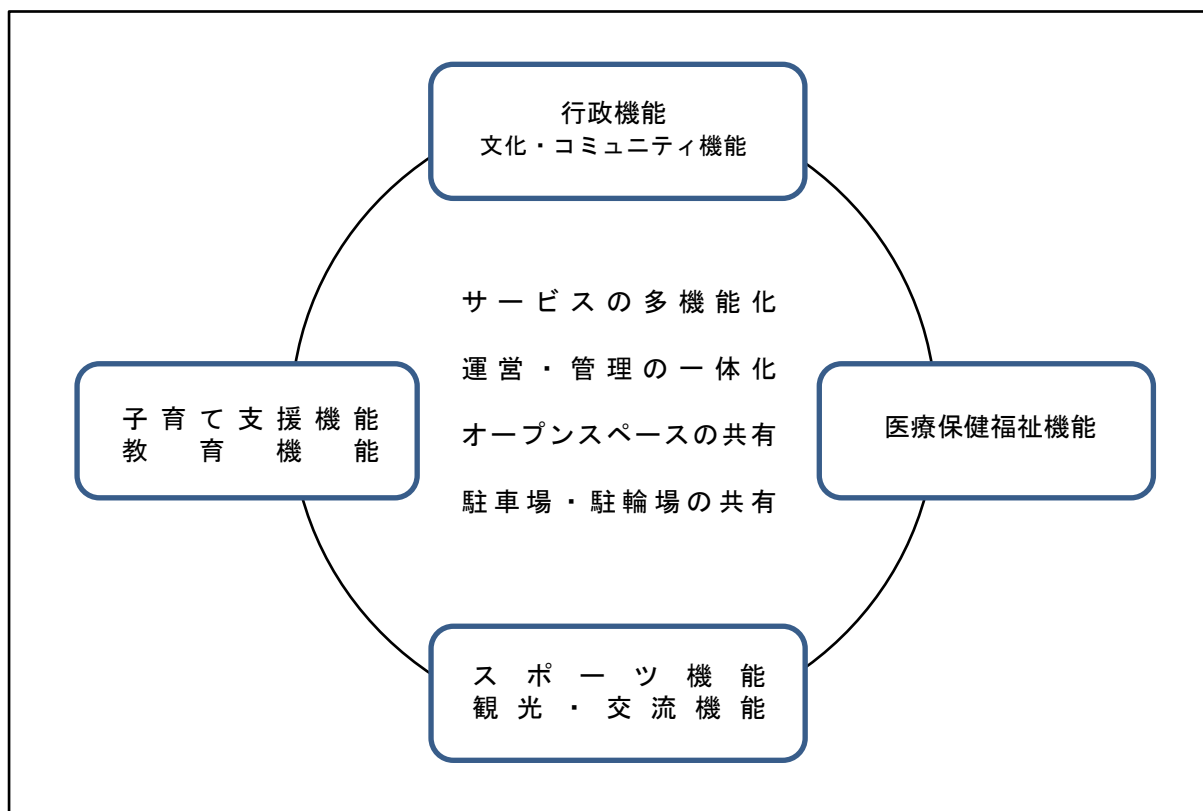 行政機能
文化・コミュニティ機能
サービスの多機能化
運営・管理の一体化
オープンスペースの共有
駐車場・駐輪場の共有
子育て支援機能
教育機能
医療保健福祉機能
スポーツ機能
観光・交流機能